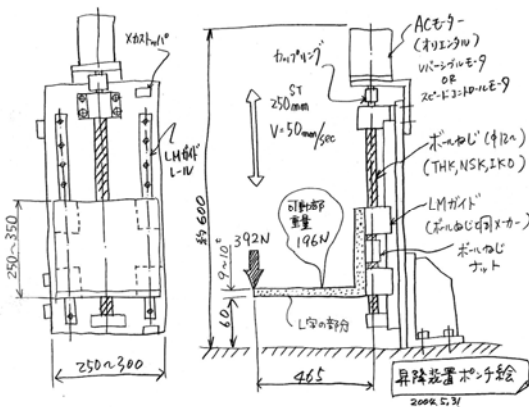 メカストッパ
LMガイド
レール
250~350
250~300
カップリング
ST
250mm
V=50mm/sec
約600
392N
可動部
重量
196N
9~10t
60
L字の部分
465
ACモーター
(オリエンタル)
リバーシブルモータ
OR
スピードコントロールモータ
ボールねじ(φ12~)
(THK,NSK,IKO)
LMガイド
(ボールねじと同メーカー)
ボールねじ
ナット
昇降装置 ポンチ絵
2004.5.31